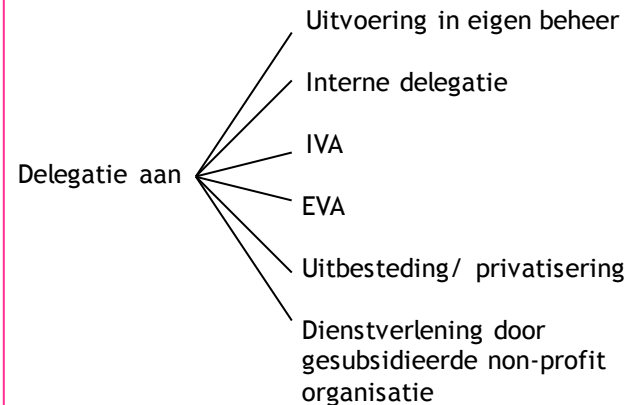 Uitvoering in eigen beheer
Interne delegatie
IVA
Delegatie aan
EVA
Uitbesteding/ privatisering
Dienstverlening door
gesubsidieerde non-profit
organisatie